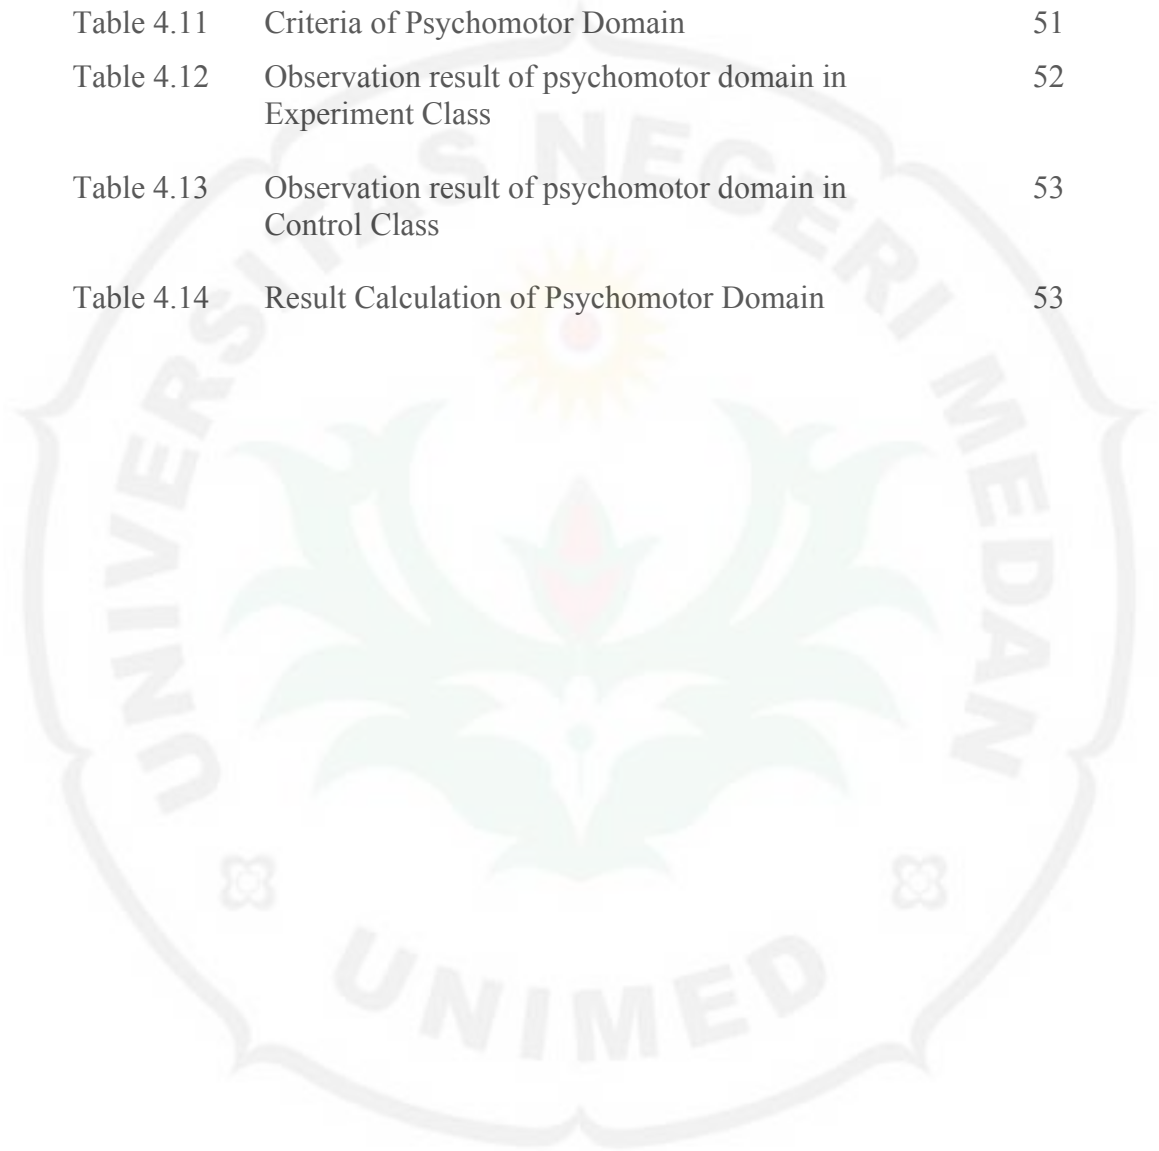 Table 4.11 Criteria of Psychomotor Domain 51
Table 4.12 Observation result of psychomotor domain in 52
Experiment Class
Table 4.13 Observation result of psychomotor domain in 53
Control Class
Table 4.14 Result Calculation of Psychomotor Domain 53
UNIVERSITAS NEGERI MEDAN
UNIMED